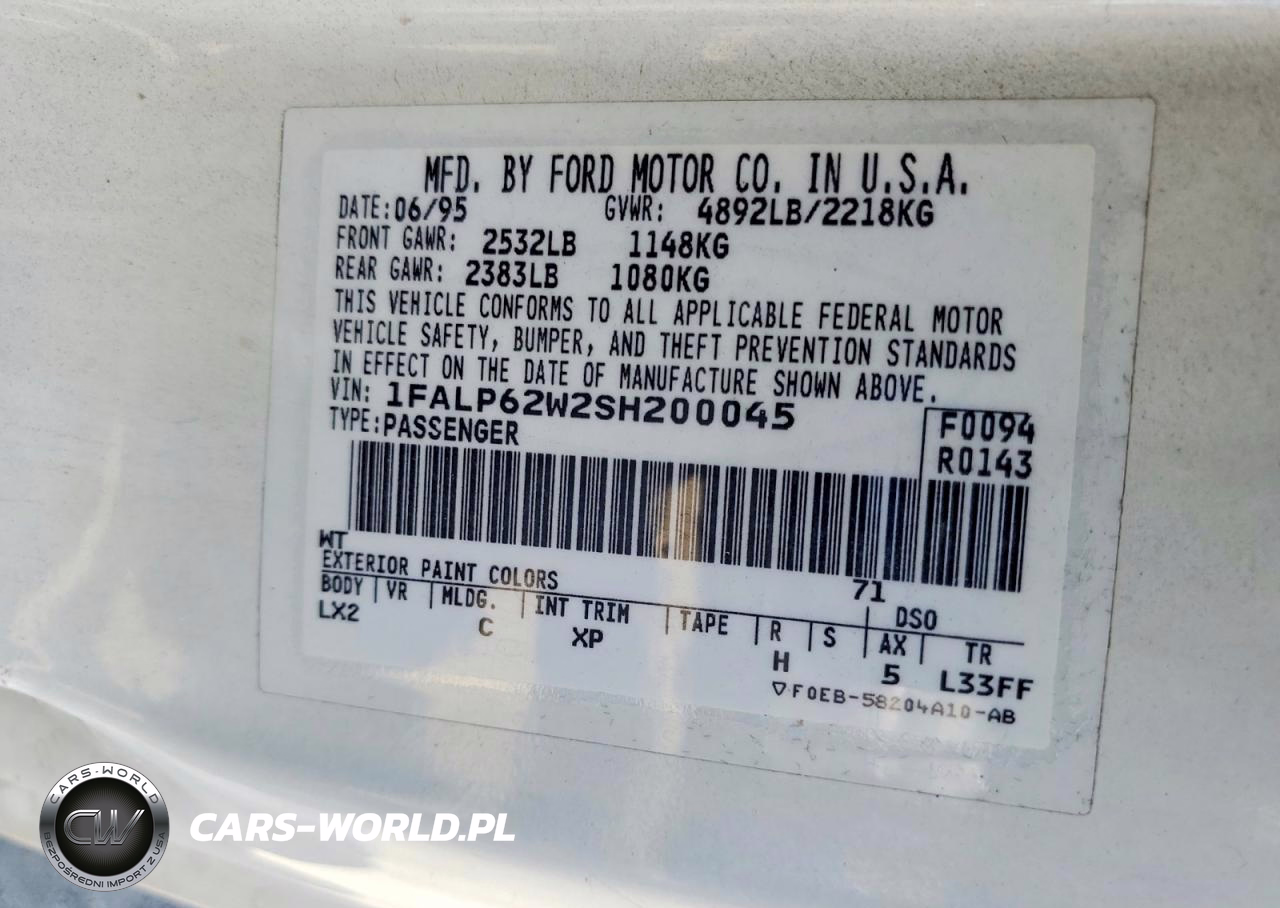 MFD. BY FORD MOTOR CO. IN U.S.A.
DATE: 06/95 GVWR: 4892LB/2218KG
FRONT GAWR: 2532LB 1148KG
REAR GAWR: 2383LB 1080KG
THIS VEHICLE CONFORMS TO ALL APPLICABLE FEDERAL MOTOR
VEHICLE SAFETY, BUMPER, AND THEFT PREVENTION STANDARDS
IN EFFECT ON THE DATE OF MANUFACTURE SHOWN ABOVE.
VIN: 1FALP62W2SH200045
TYPE: PASSENGER
F0094
R0143
WT
EXTERIOR PAINT COLORS 71 DSO
BODY VR MLDG. INT TRIM TAPE R S AX TR
LX2 C XP H 5 L33FF
▽F0EB-58204A10-AB
CARS-WORLD
CW
BEZPOŚREDNI IMPORT Z USA
CARS-WORLD.PL